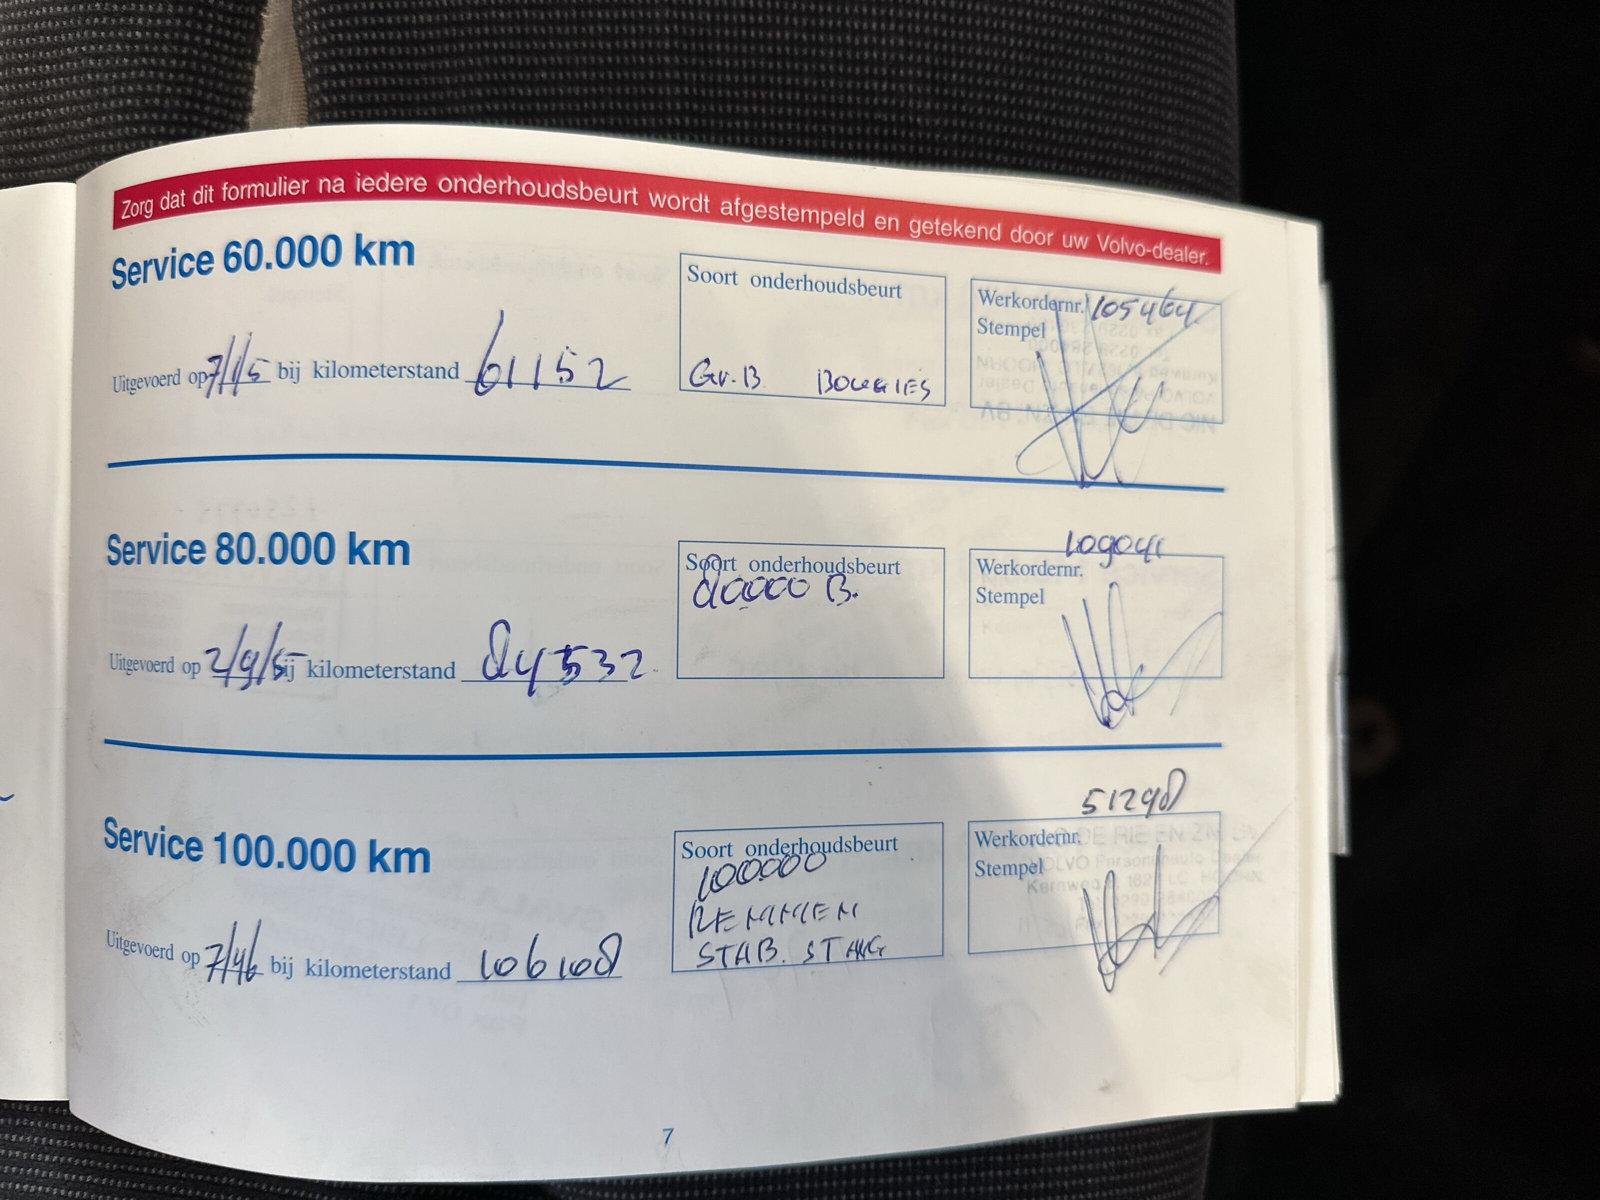 Zorg dat dit formulier na iedere onderhoudsbeurt wordt afgestempeld en getekend door uw Volvo-dealer.
Service 60.000 km
Soort onderhoudsbeurt
Werkordernr. 105464
Stempel
Uitgevoerd op 7/1/5 bij kilometerstand 61152
Gr.B BOUGIES
Service 80.000 km
Soort onderhoudsbeurt
80000 B.
Werkordernr.
Stempel
Uitgevoerd op 2/9/5 bij kilometerstand 84532
Service 100.000 km
51298
Soort onderhoudsbeurt
100000
REMMEN
STAB. STANG
Werkordernr.
Stempel
Uitgevoerd op 7/46 bij kilometerstand 106108
7